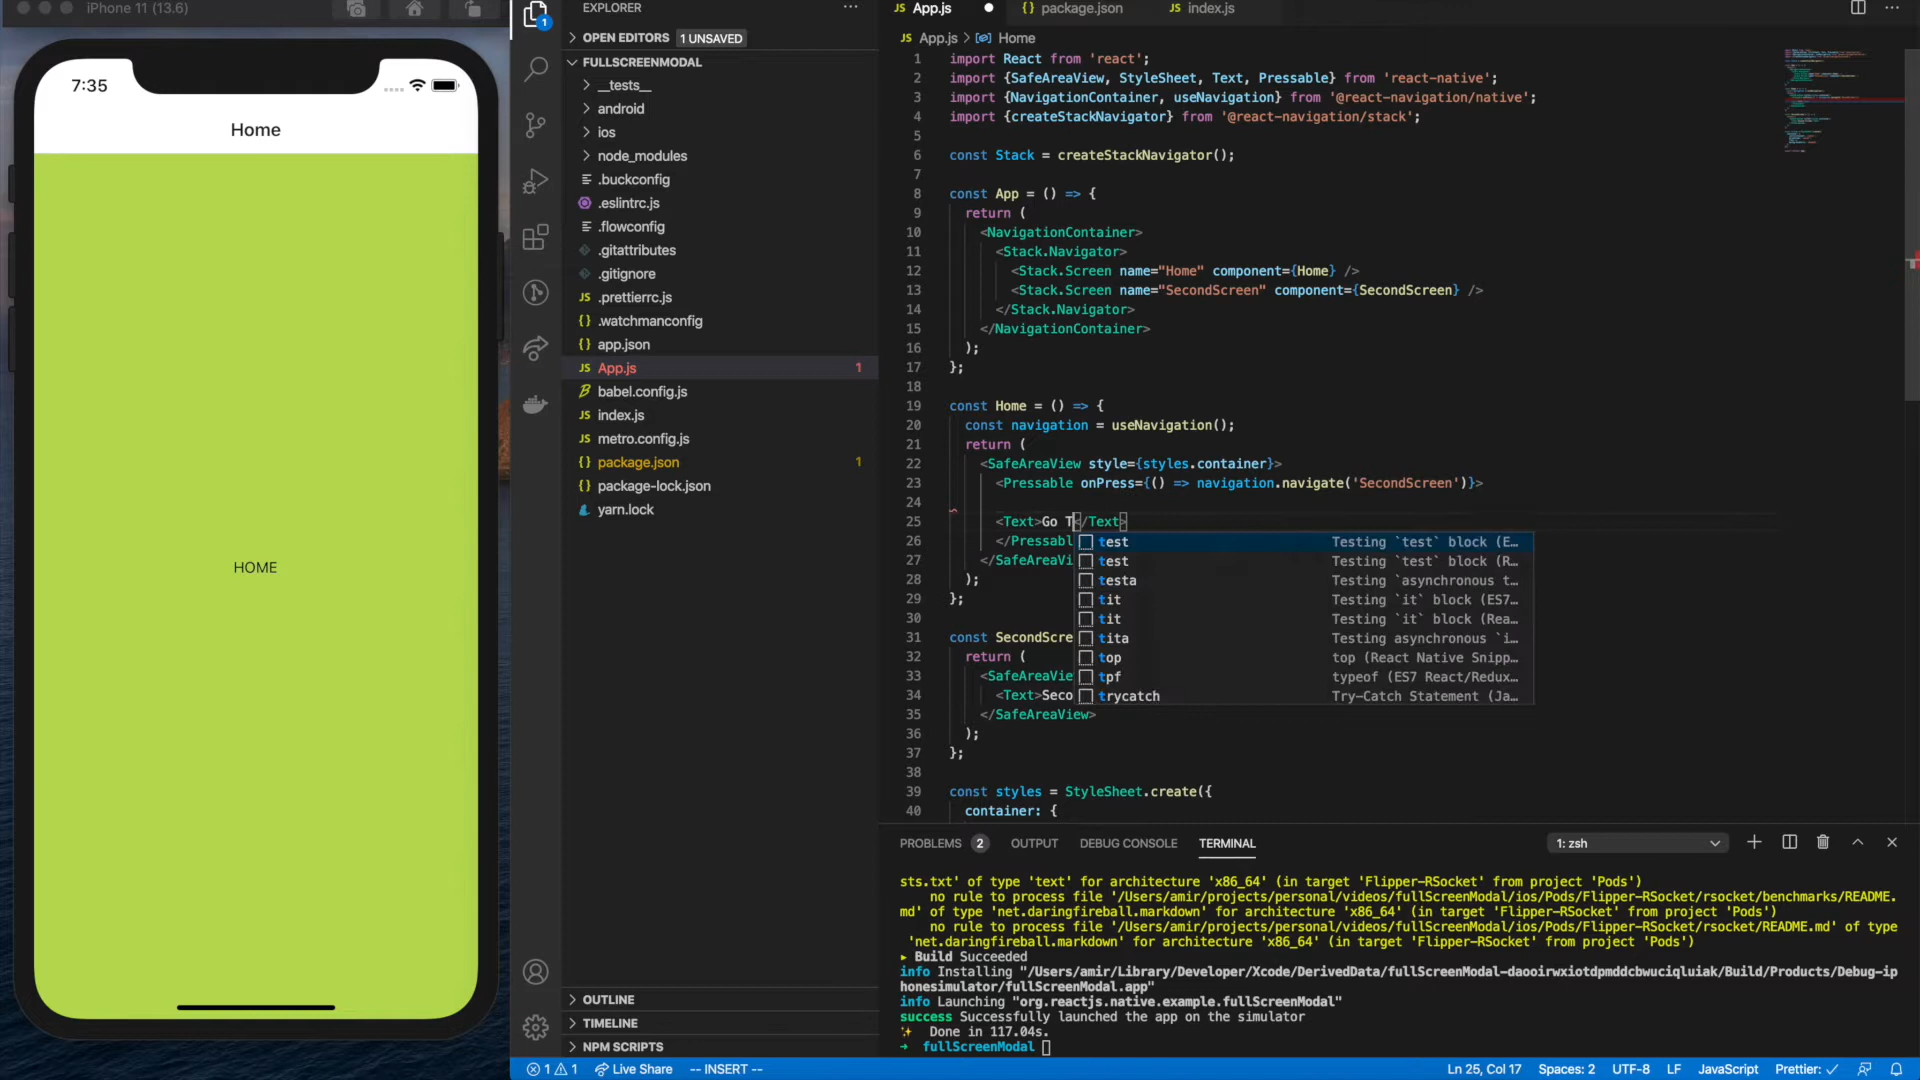 iPhone 11 (13.6)
7:35
Home
HOME
1
EXPLORER
OPEN EDITORS 1 UNSAVED
FULLSCREENMODAL
__tests__
android
ios
node_modules
.buckconfig
.eslintrc.js
.flowconfig
.gitattributes
.gitignore
JS .prettierrc.js
.watchmanconfig
{} app.json
JS App.js 1
babel.config.js
JS index.js
JS metro.config.js
{} package.json 1
{} package-lock.json
yarn.lock
OUTLINE
TIMELINE
NPM SCRIPTS
JS App.js {} package.json JS index.js
JS App.js > Home
1 import React from 'react';
2 import {SafeAreaView, StyleSheet, Text, Pressable} from 'react-native';
3 import {NavigationContainer, useNavigation} from '@react-navigation/native';
4 import {createStackNavigator} from '@react-navigation/stack';
5
6 const Stack = createStackNavigator();
7
8 const App = () => {
9 return (
10 <NavigationContainer>
11 <Stack.Navigator>
12 <Stack.Screen name="Home" component={Home} />
13 <Stack.Screen name="SecondScreen" component={SecondScreen} />
14 </Stack.Navigator>
15 </NavigationContainer>
16 );
17 };
18
19 const Home = () => {
20 const navigation = useNavigation();
21 return (
22 <SafeAreaView style={styles.container}>
23 <Pressable onPress={() => navigation.navigate('SecondScreen')}>
24
25 <Text>Go T</Text>
26 </Pressabl
27 </SafeAreaVi
28 );
29 };
30
31 const SecondScre
32 return (
33 <SafeAreaVie
34 <Text>Seco
35 </SafeAreaView>
36 );
37 };
38
39 const styles = StyleSheet.create({
40 container: {
test Testing `test` block (E…
test Testing `test` block (R…
testa Testing `asynchronous t…
tit Testing `it` block (ES7…
tit Testing `it` block (Rea…
tita Testing asynchronous `i…
top top (React Native Snipp…
tpf typeof (ES7 React/Redux…
trycatch Try-Catch Statement (Ja…
PROBLEMS 2 OUTPUT DEBUG CONSOLE TERMINAL 1: zsh
sts.txt' of type 'text' for architecture 'x86_64' (in target 'Flipper-RSocket' from project 'Pods')
no rule to process file '/Users/amir/projects/personal/videos/fullScreenModal/ios/Pods/Flipper-RSocket/rsocket/benchmarks/README.
md' of type 'net.daringfireball.markdown' for architecture 'x86_64' (in target 'Flipper-RSocket' from project 'Pods')
no rule to process file '/Users/amir/projects/personal/videos/fullScreenModal/ios/Pods/Flipper-RSocket/rsocket/README.md' of type
'net.daringfireball.markdown' for architecture 'x86_64' (in target 'Flipper-RSocket' from project 'Pods')
▸ Build Succeeded
info Installing "/Users/amir/Library/Developer/Xcode/DerivedData/fullScreenModal-daooirwxiotdpmddcbwuciqluiak/Build/Products/Debug-ip
honesimulator/fullScreenModal.app"
info Launching "org.reactjs.native.example.fullScreenModal"
success Successfully launched the app on the simulator
✨ Done in 117.04s.
➜ fullScreenModal
1 1 Live Share -- INSERT -- Ln 25, Col 17 Spaces: 2 UTF-8 LF JavaScript Prettier: ✓